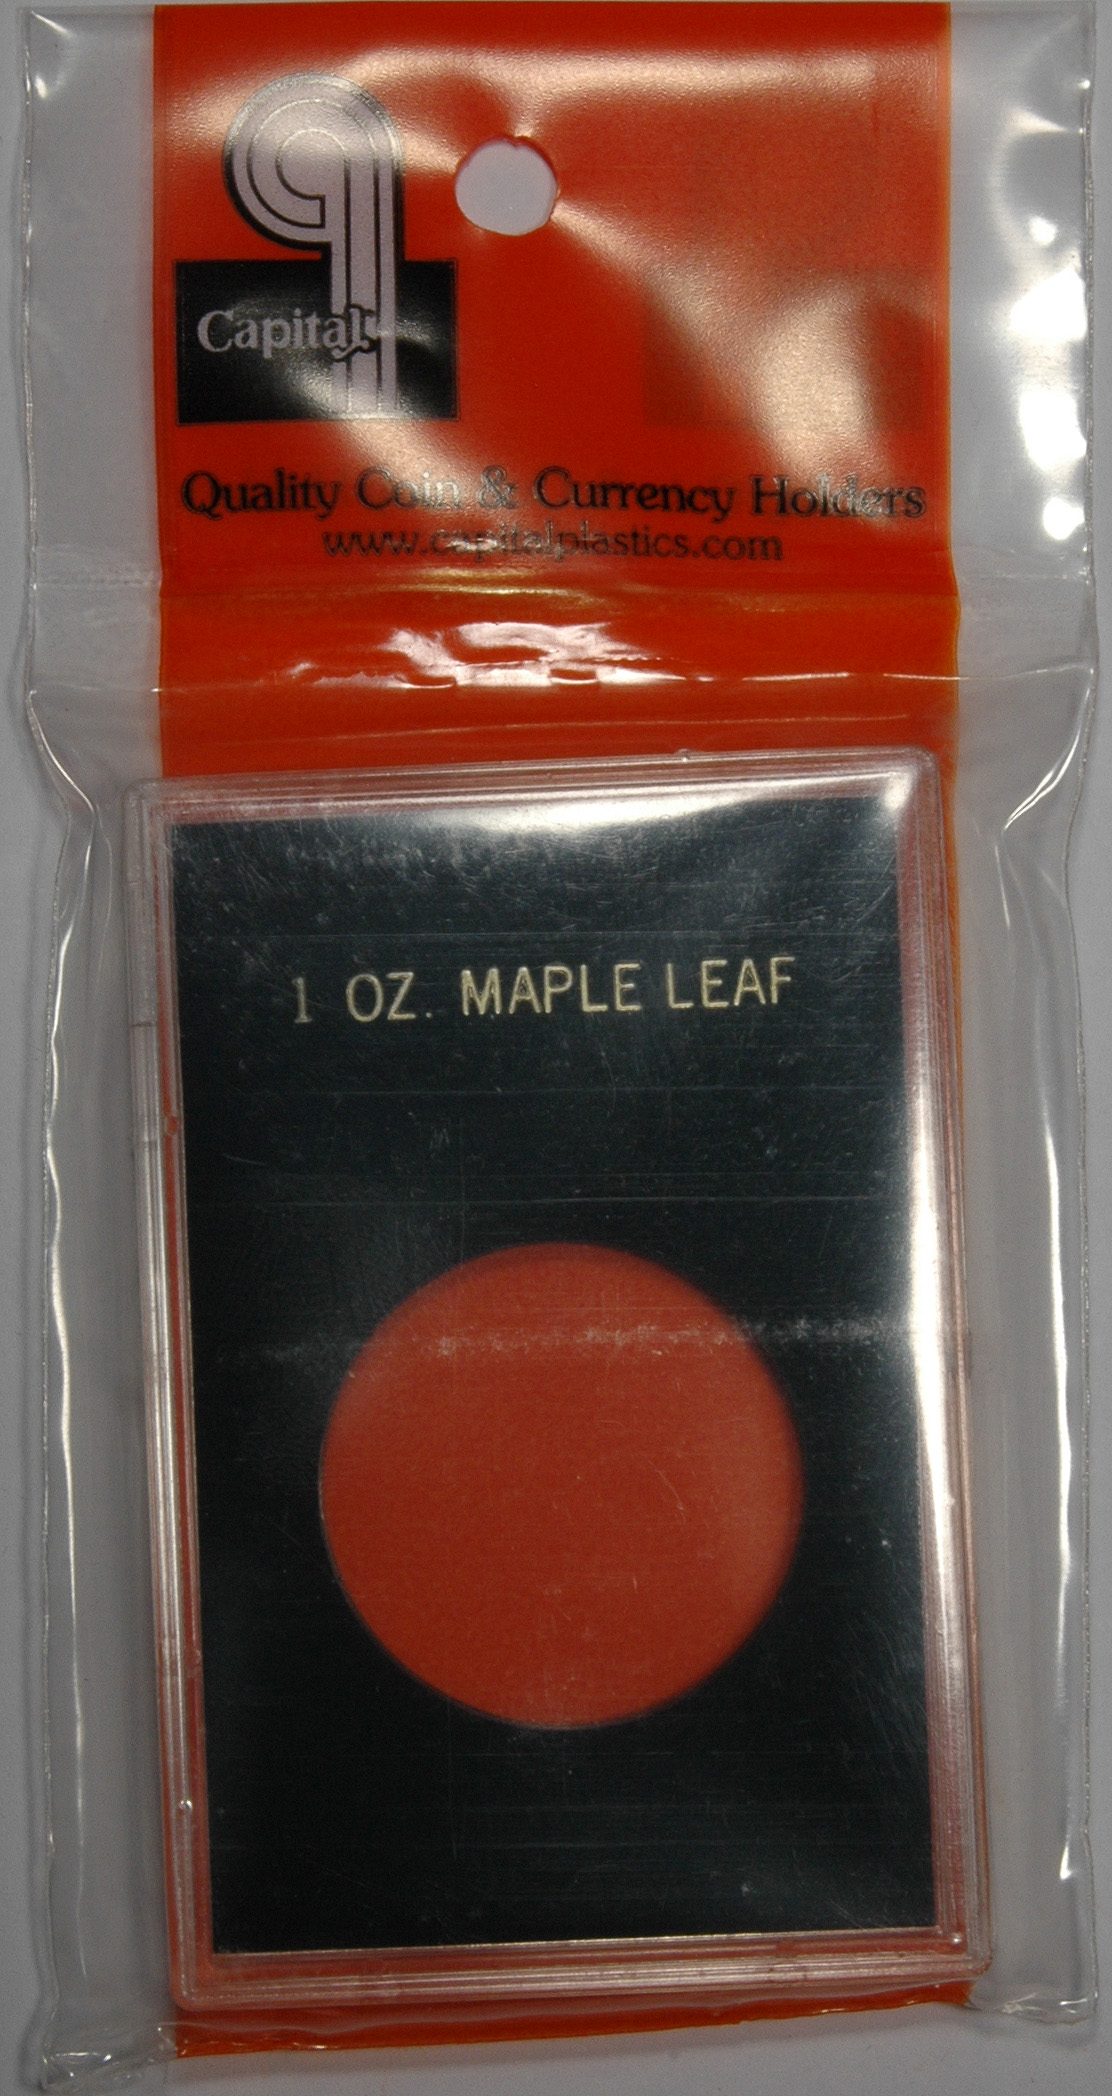 Capital
Quality Coin & Currency Holders
www.capitalplastics.com
1 OZ. MAPLE LEAF